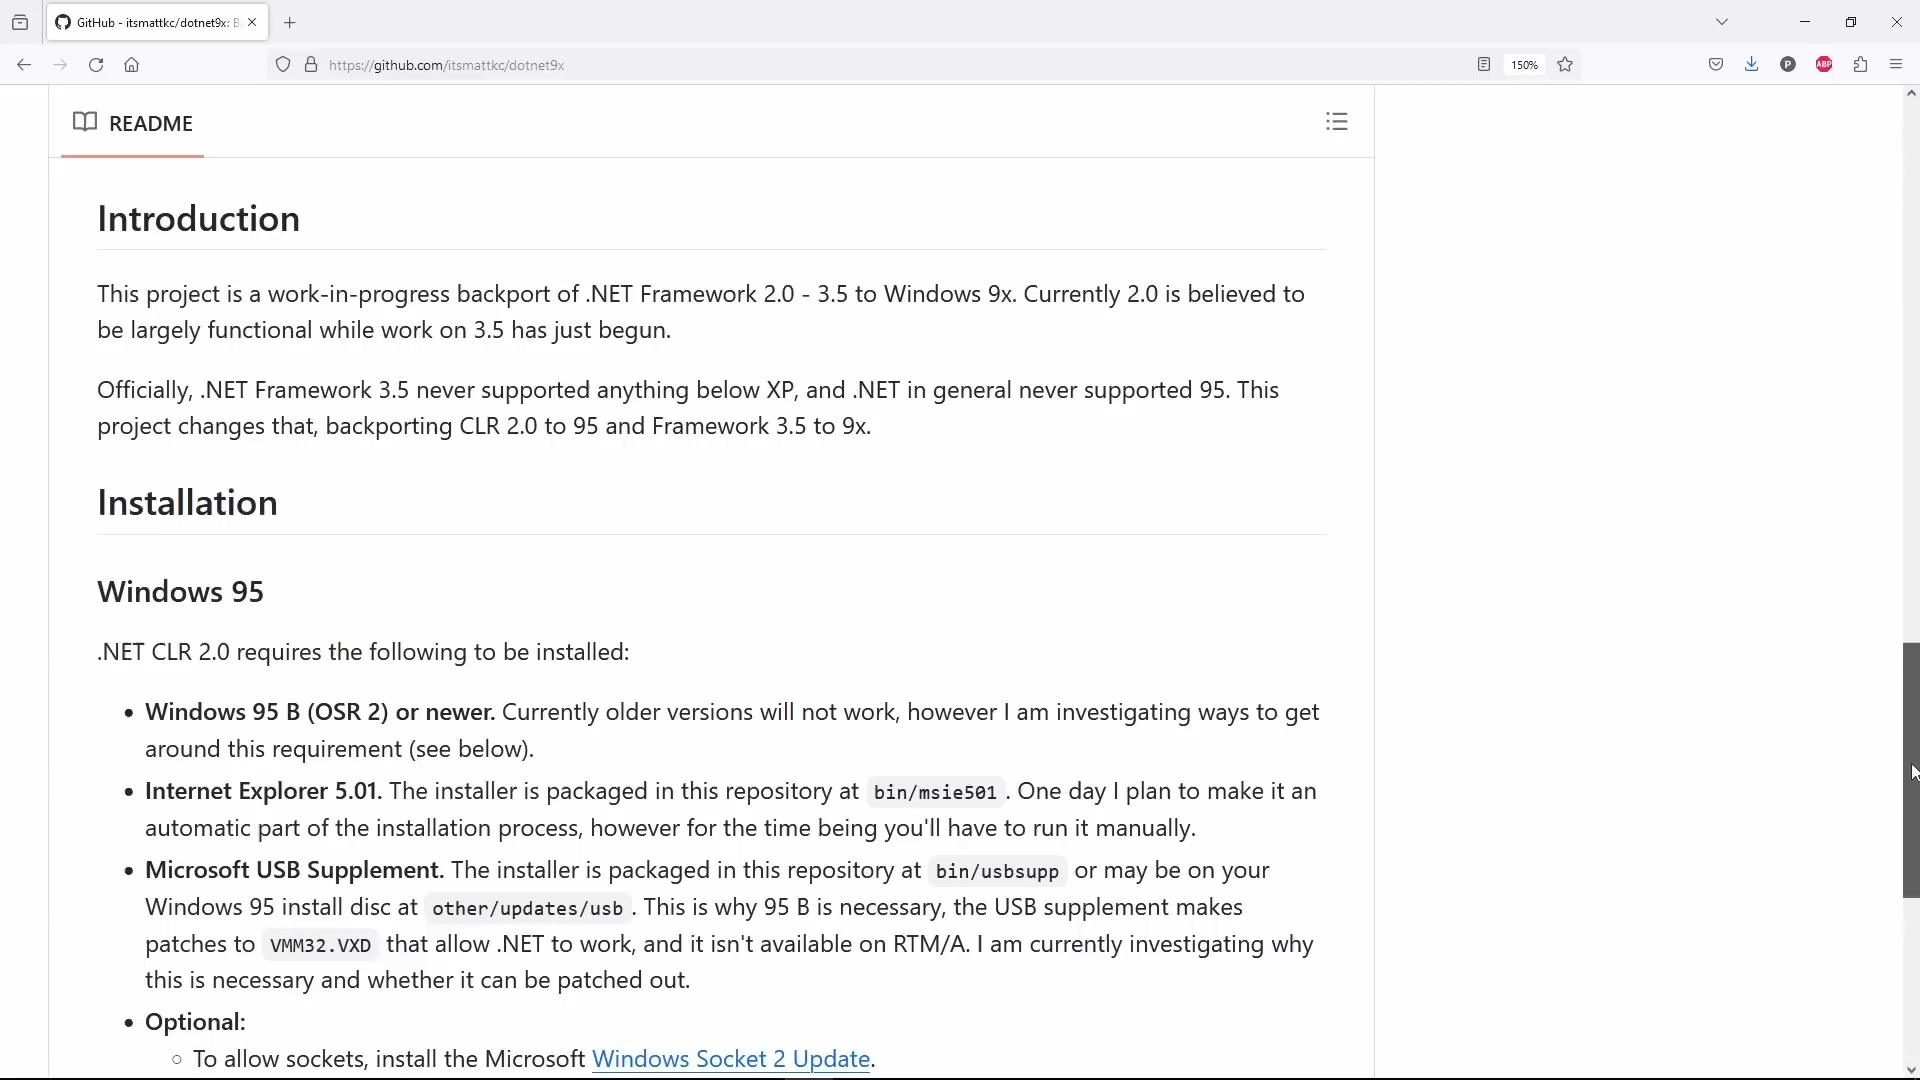 GitHub - itsmattkc/dotnet9x: B
https://github.com/itsmattkc/dotnet9x
150%
P
ABP
README
Introduction
This project is a work-in-progress backport of .NET Framework 2.0 - 3.5 to Windows 9x. Currently 2.0 is believed to
be largely functional while work on 3.5 has just begun.
Officially, .NET Framework 3.5 never supported anything below XP, and .NET in general never supported 95. This
project changes that, backporting CLR 2.0 to 95 and Framework 3.5 to 9x.
Installation
Windows 95
.NET CLR 2.0 requires the following to be installed:
• Windows 95 B (OSR 2) or newer. Currently older versions will not work, however I am investigating ways to get
around this requirement (see below).
• Internet Explorer 5.01. The installer is packaged in this repository at bin/msie501 . One day I plan to make it an
automatic part of the installation process, however for the time being you'll have to run it manually.
• Microsoft USB Supplement. The installer is packaged in this repository at bin/usbsupp or may be on your
Windows 95 install disc at other/updates/usb . This is why 95 B is necessary, the USB supplement makes
patches to VMM32.VXD that allow .NET to work, and it isn't available on RTM/A. I am currently investigating why
this is necessary and whether it can be patched out.
• Optional:
○ To allow sockets, install the Microsoft Windows Socket 2 Update.